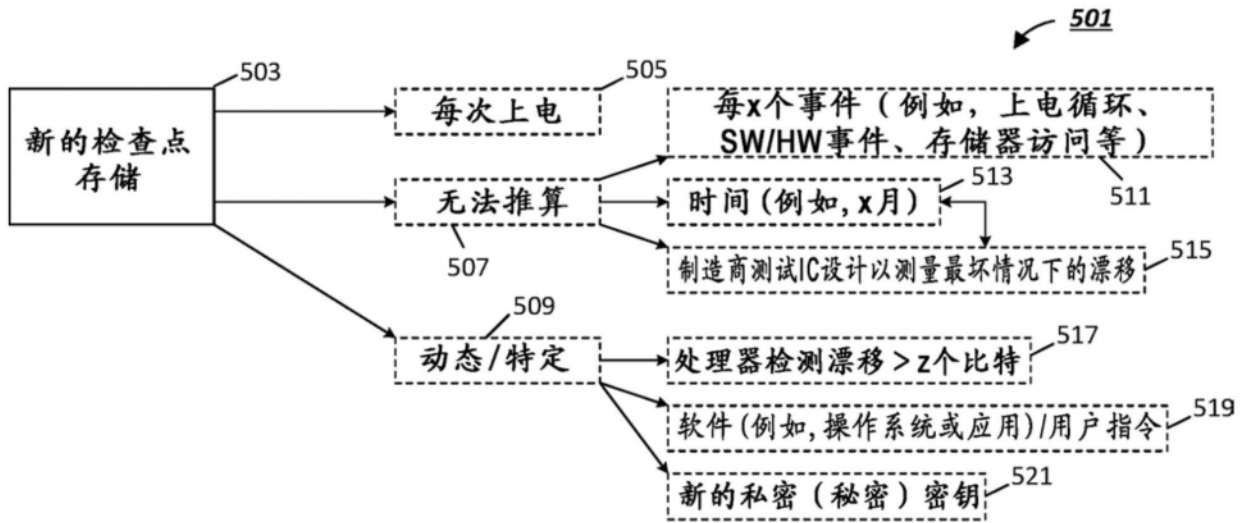 501
503
新的检查点
存储
505
每次上电
每x个事件（例如，上电循环、
SW/HW事件、存储器访问等）
511
无法推算
507
时间(例如,x月)
513
制造商测试IC设计以测量最坏情况下的漂移
515
509
动态/特定
处理器检测漂移>z个比特
517
软件(例如,操作系统或应用)/用户指令
519
新的私密（秘密）密钥
521